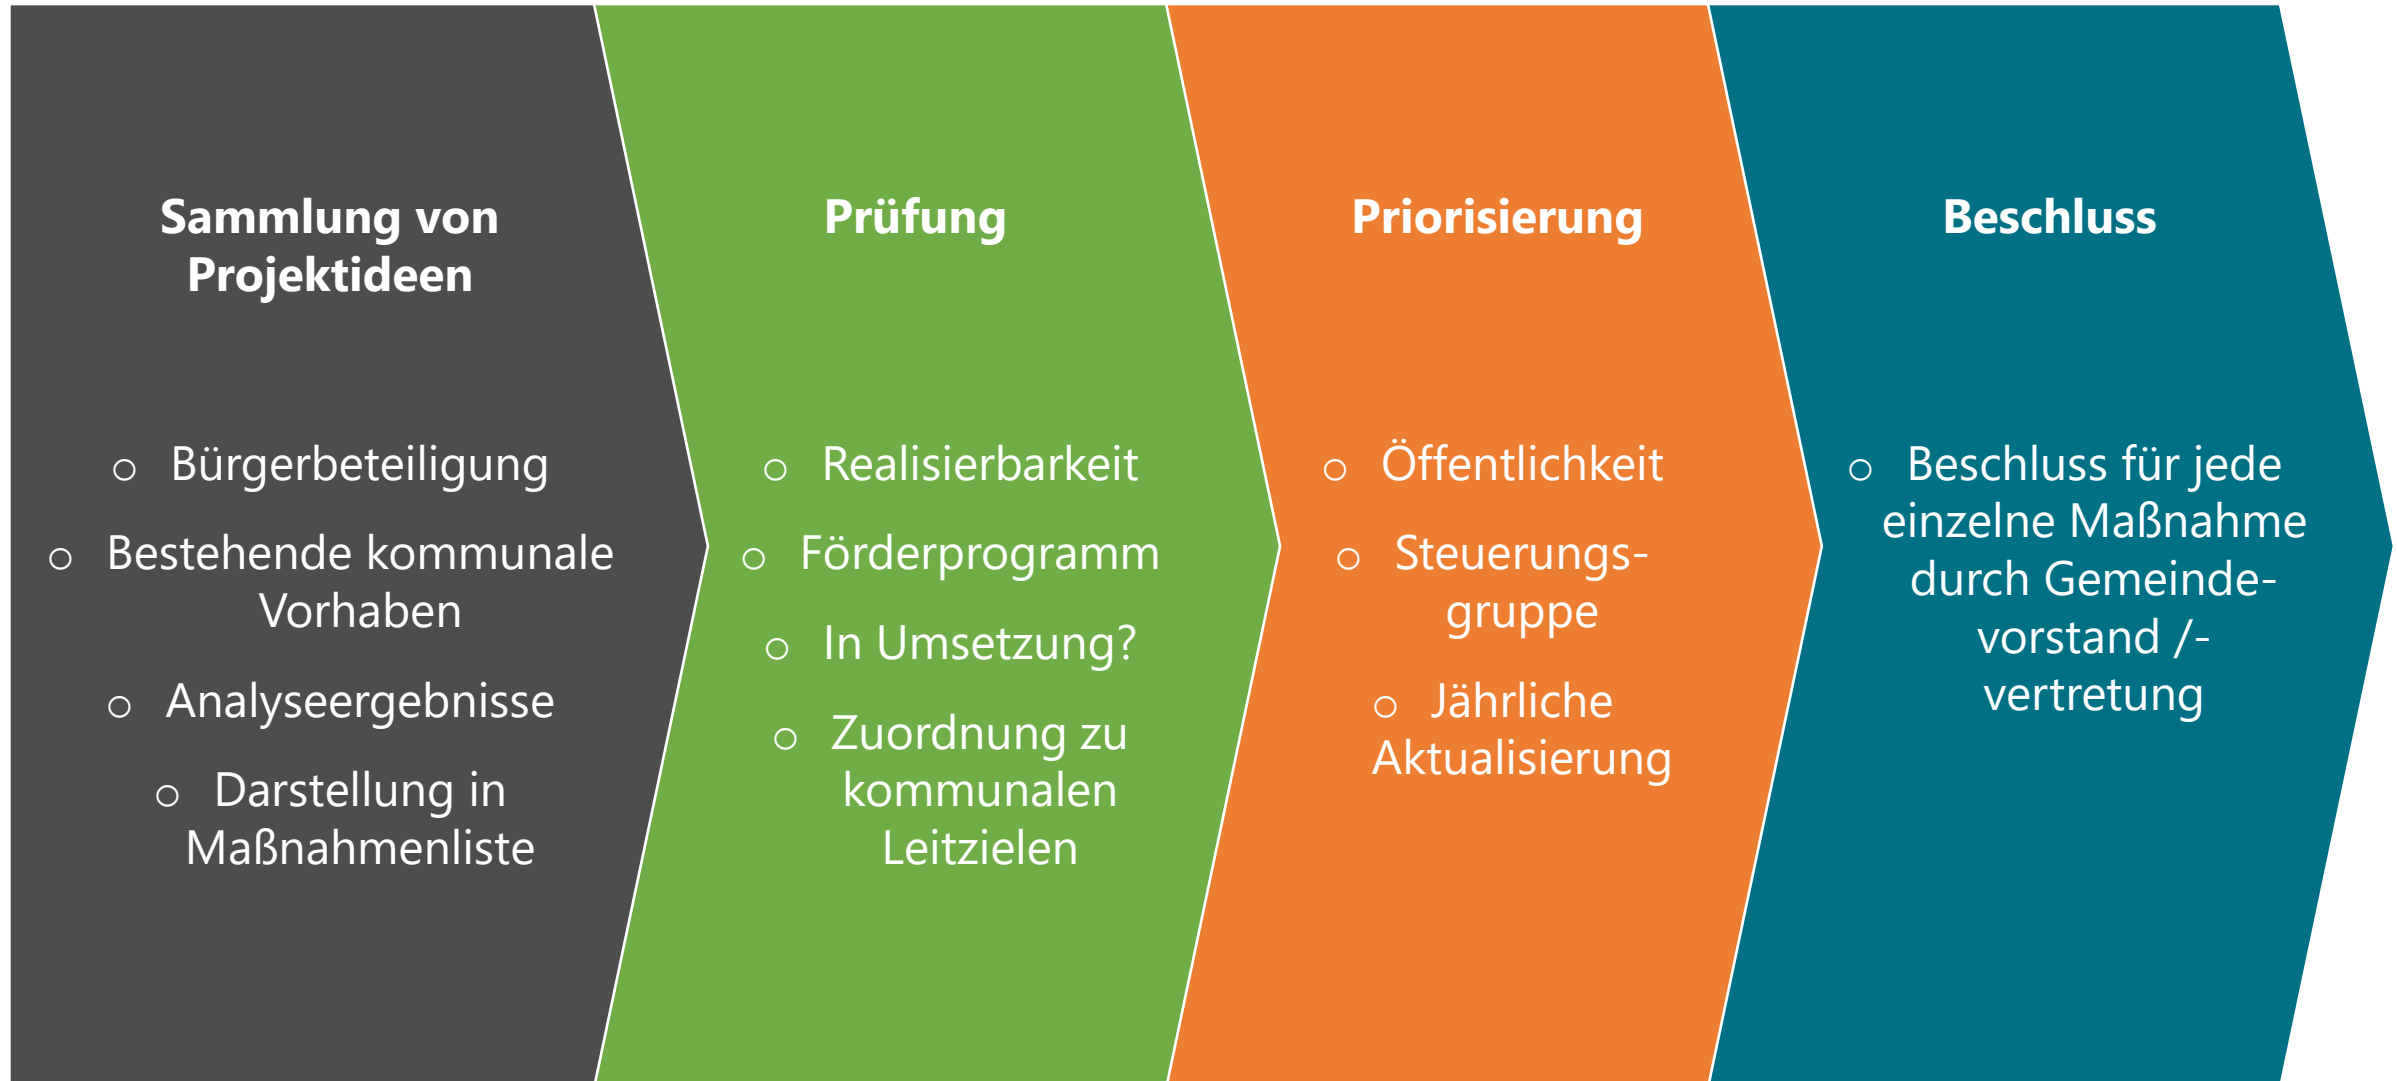 Sammlung von
Projektideen
o Bürgerbeteiligung
o Bestehende kommunale
Vorhaben
o Analyseergebnisse
o Darstellung in
Maßnahmenliste
Prüfung
o Realisierbarkeit
o Förderprogramm
o In Umsetzung?
o Zuordnung zu
kommunalen
Leitzielen
Priorisierung
o Öffentlichkeit
o Steuerungs-
gruppe
o Jährliche
Aktualisierung
Beschluss
o Beschluss für jede
einzelne Maßnahme
durch Gemeinde-
vorstand /-
vertretung